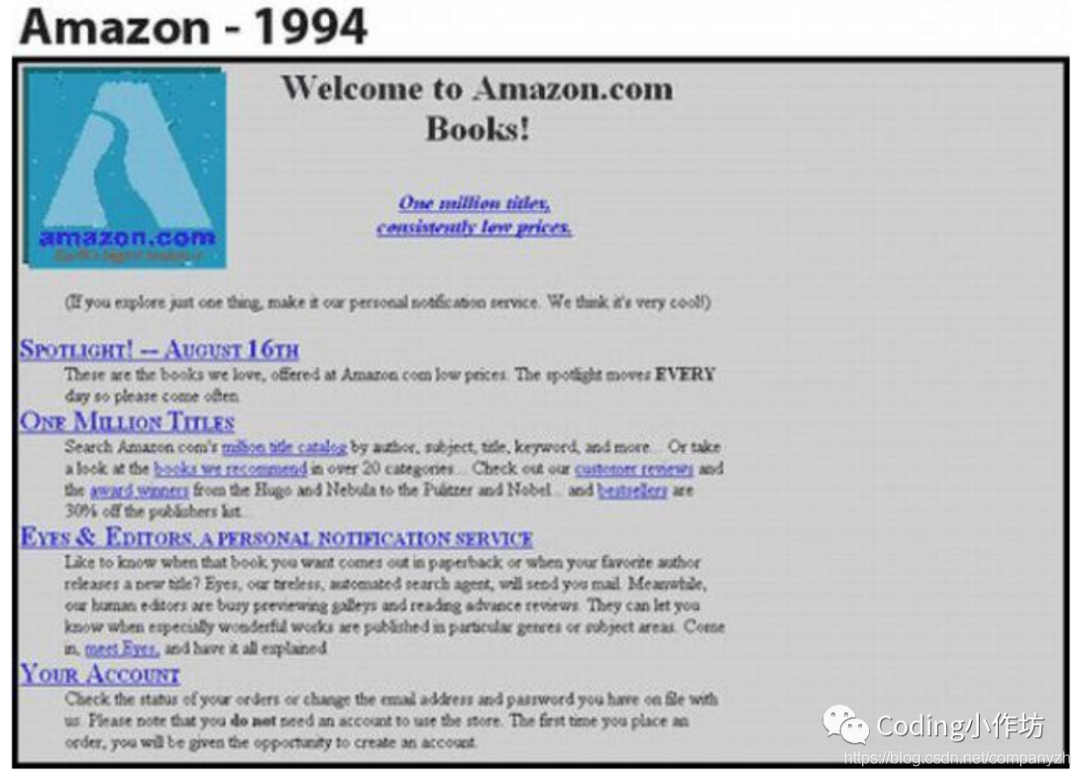 Amazon - 1994
Welcome to Amazon.com
Books!
One million titles,
consistently low prices.
amazon.com
(If you explore just one thing, make it our personal notification service. We think it's very cool!)
SPOTLIGHT! -- AUGUST 16TH
These are the books we love, offered at Amazon.com low prices. The spotlight moves EVERY
day so please come often.
ONE MILLION TITLES
Search Amazon.com's million title catalog by author, subject, title, keyword, and more... Or take
a look at the books we recommend in over 20 categories... Check out our customer reviews and
the award winners from the Hugo and Nebula to the Pulitzer and Nobel... and bestsellers are
30% off the publishers list...
EYES & EDITORS, A PERSONAL NOTIFICATION SERVICE
Like to know when that book you want comes out in paperback or when your favorite author
releases a new title? Eyes, our tireless, automated search agent, will send you mail. Meanwhile,
our human editors are busy previewing galleys and reading advance reviews. They can let you
know when especially wonderful works are published in particular genres or subject areas. Come
in, meet Eyes, and have it all explained.
YOUR ACCOUNT
Check the status of your orders or change the email address and password you have on file with
us. Please note that you do not need an account to use the store. The first time you place an
order, you will be given the opportunity to create an account.
Coding小作坊
https://blog.csdn.net/companyzh